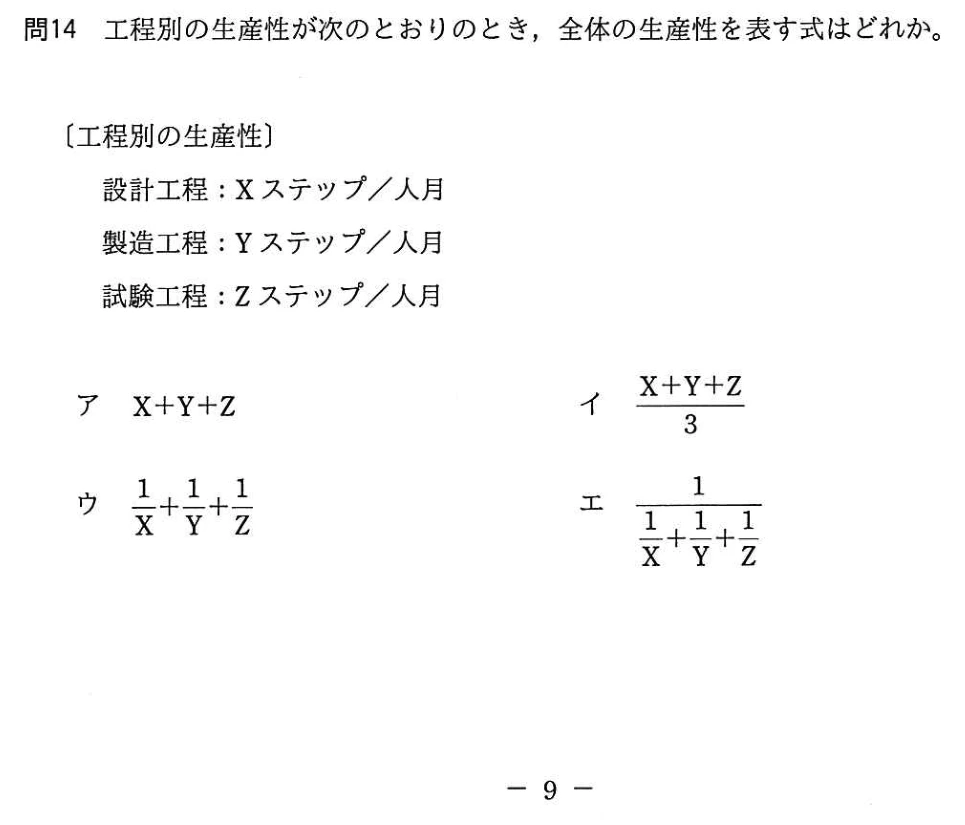 問14 工程別の生産性が次のとおりのとき，全体の生産性を表す式はどれか。
〔工程別の生産性〕
設計工程：X ステップ／人月
製造工程：Y ステップ／人月
試験工程：Z ステップ／人月
ア X+Y+Z
イ (X+Y+Z)/3
ウ 1/X+1/Y+1/Z
エ 1/(1/X+1/Y+1/Z)
－ 9 －